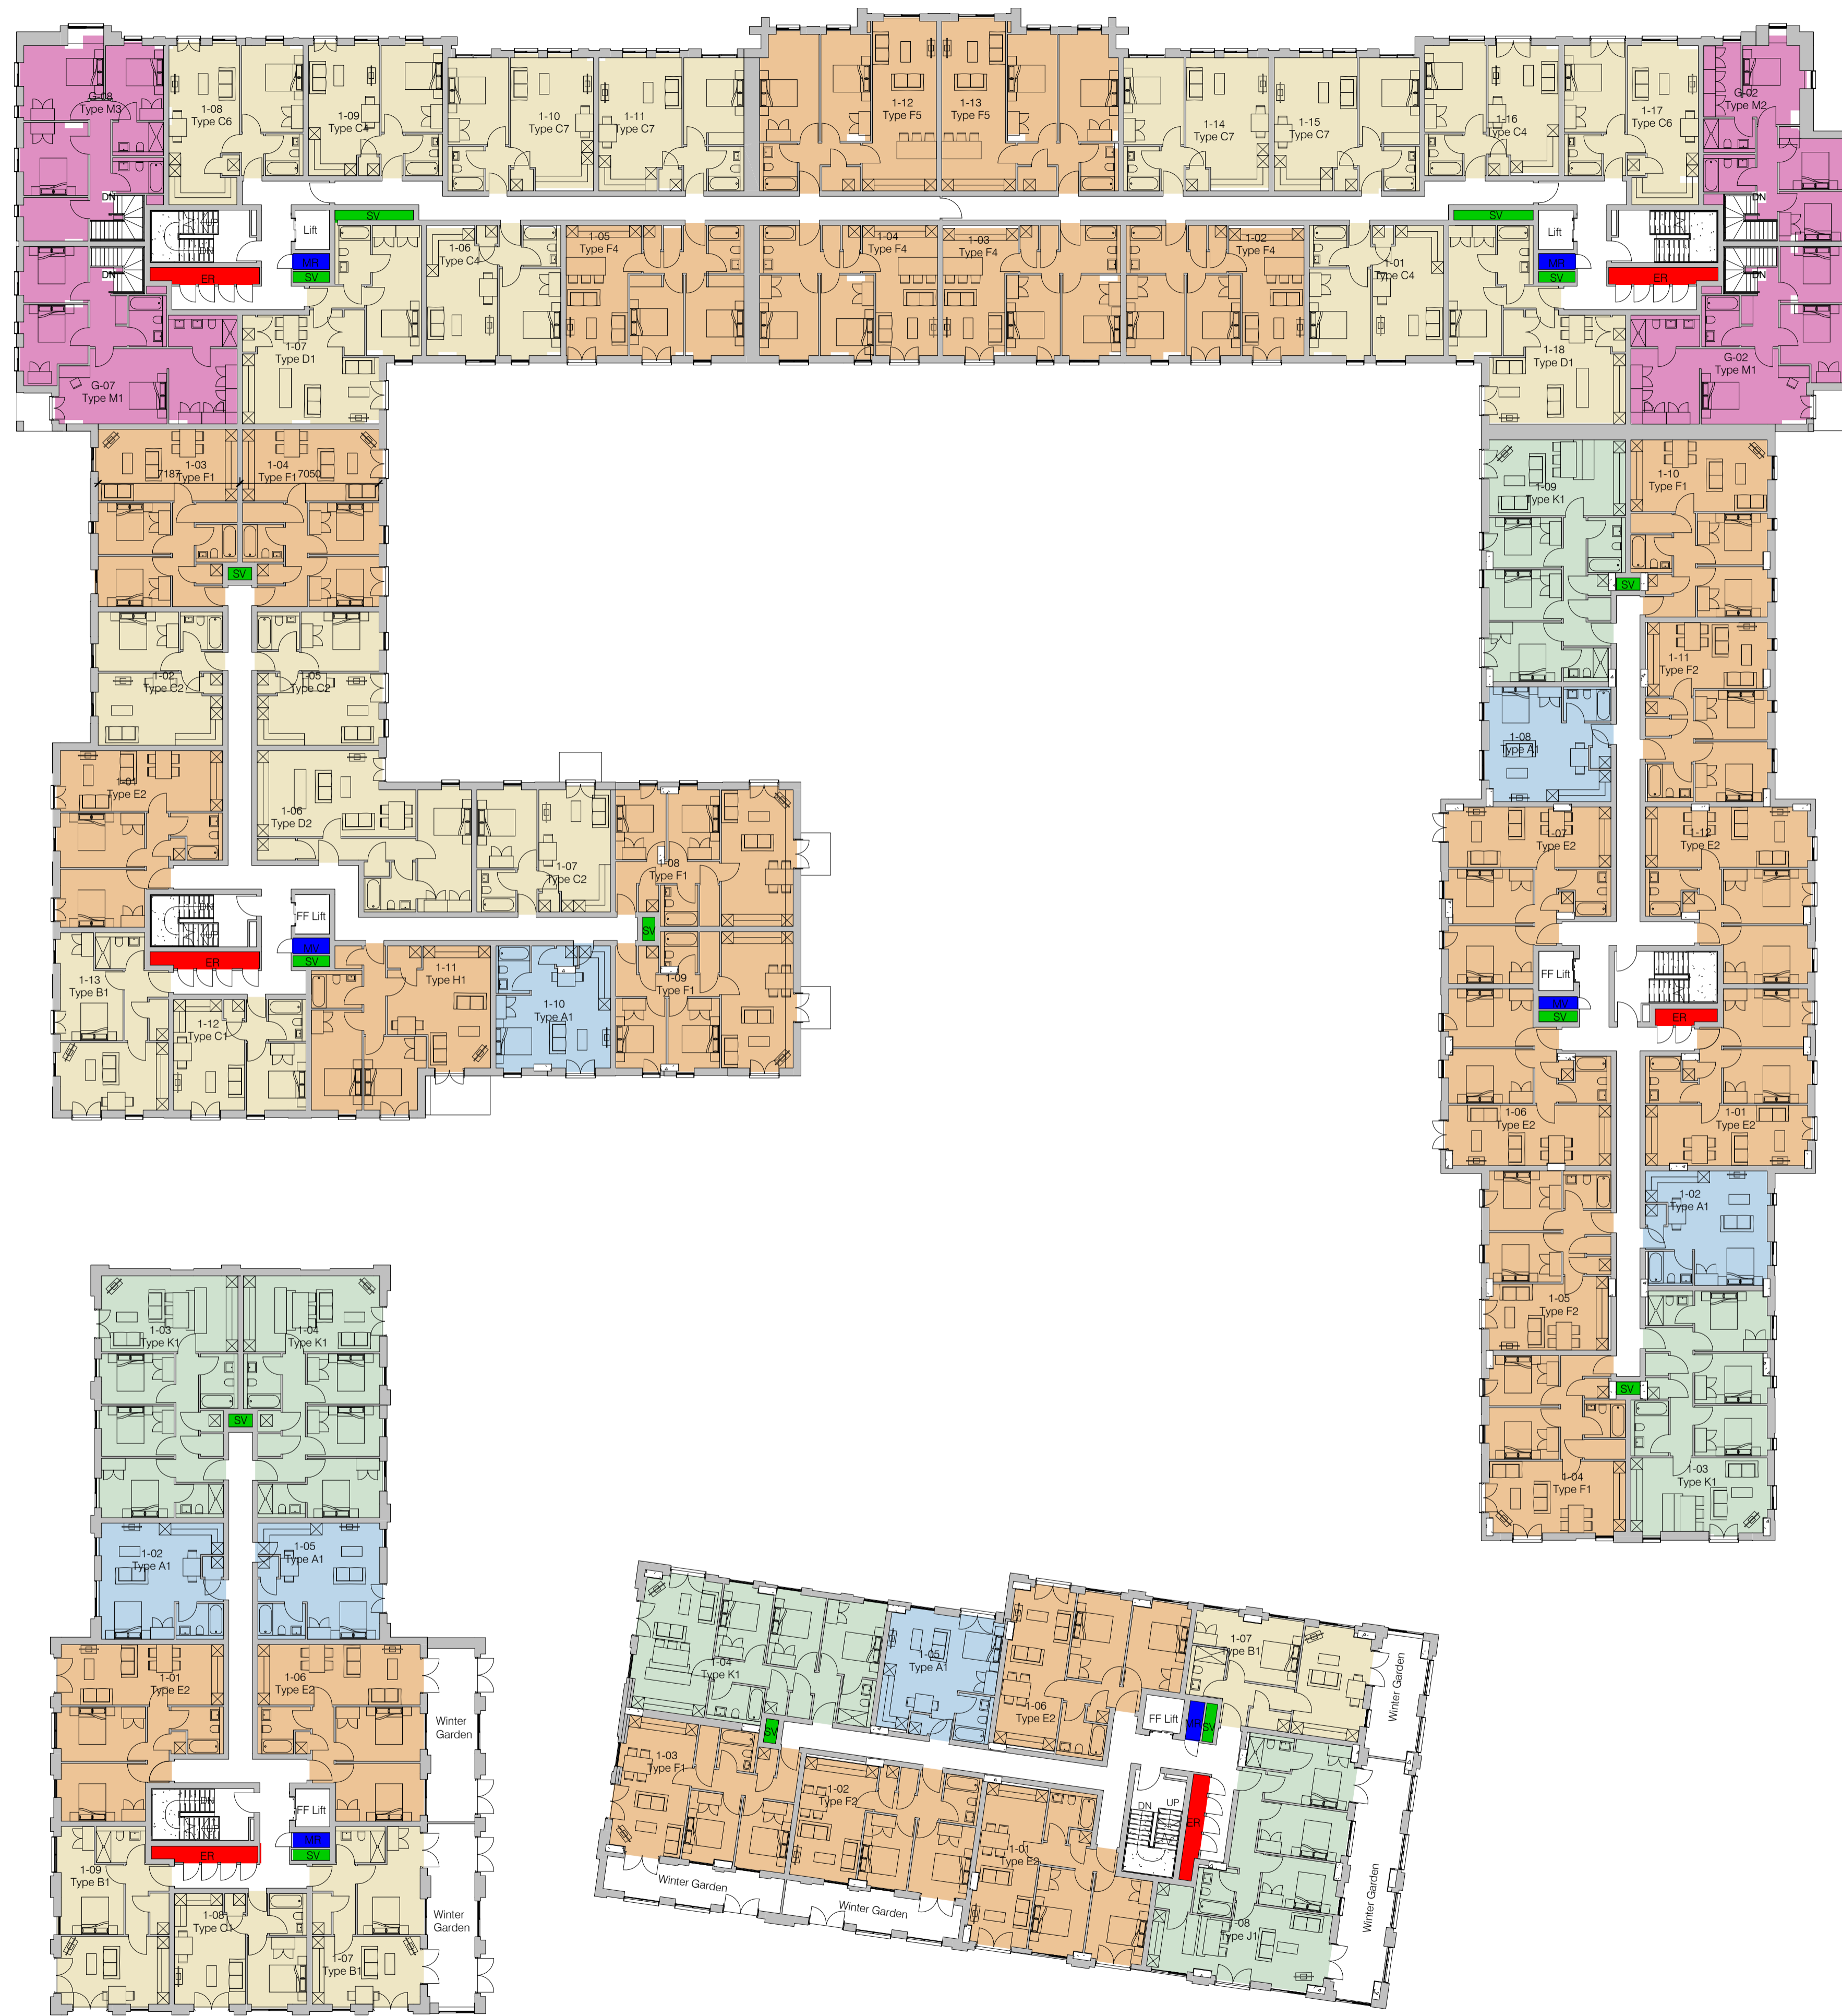 G-08
Type M3
1-08
Type C6
1-09
Type C4
1-10
Type C7
1-11
Type C7
1-12
Type F5
1-13
Type F5
1-14
Type C7
1-15
Type C7
1-16
Type C4
1-17
Type C6
G-02
Type M2
DN
UP
DN
Lift
SV
MR
SV
ER
DN
1-06
Type C4
1-05
Type F4
1-04
Type F4
1-03
Type F4
1-02
Type F4
1-01
Type C4
SV
Lift
MR
SV
ER
DN
DN
G-07
Type M1
1-07
Type D1
1-18
Type D1
G-02
Type M1
1-03
Type F1
7187
1-04
Type F1
7050
SV
1-02
Type C2
1-05
Type C2
1-01
Type E2
1-06
Type D2
1-07
Type C2
1-08
Type F1
DN
UP
FF Lift
MV
SV
ER
SV
1-13
Type B1
1-12
Type C1
1-11
Type H1
1-10
Type A1
1-09
Type F1
1-09
Type K1
1-10
Type F1
SV
1-11
Type F2
1-08
Type A1
1-07
Type E2
1-12
Type E2
FF Lift
MV
SV
ER
1-06
Type E2
1-01
Type E2
1-02
Type A1
1-05
Type F2
SV
1-04
Type F1
1-03
Type K1
1-03
Type K1
1-04
Type K1
SV
1-02
Type A1
1-05
Type A1
1-01
Type E2
1-06
Type E2
Winter
Garden
DN
UP
FF Lift
MR
SV
ER
1-09
Type B1
1-08
Type C1
1-07
Type B1
Winter
Garden
1-04
Type K1
1-05
Type A1
1-06
Type E2
1-07
Type B1
Winter Garden
FF Lift
MR
SV
SV
1-03
Type F1
1-02
Type F2
1-01
Type E2
DN
UP
ER
1-08
Type J1
Winter Garden
Winter Garden
Winter Garden